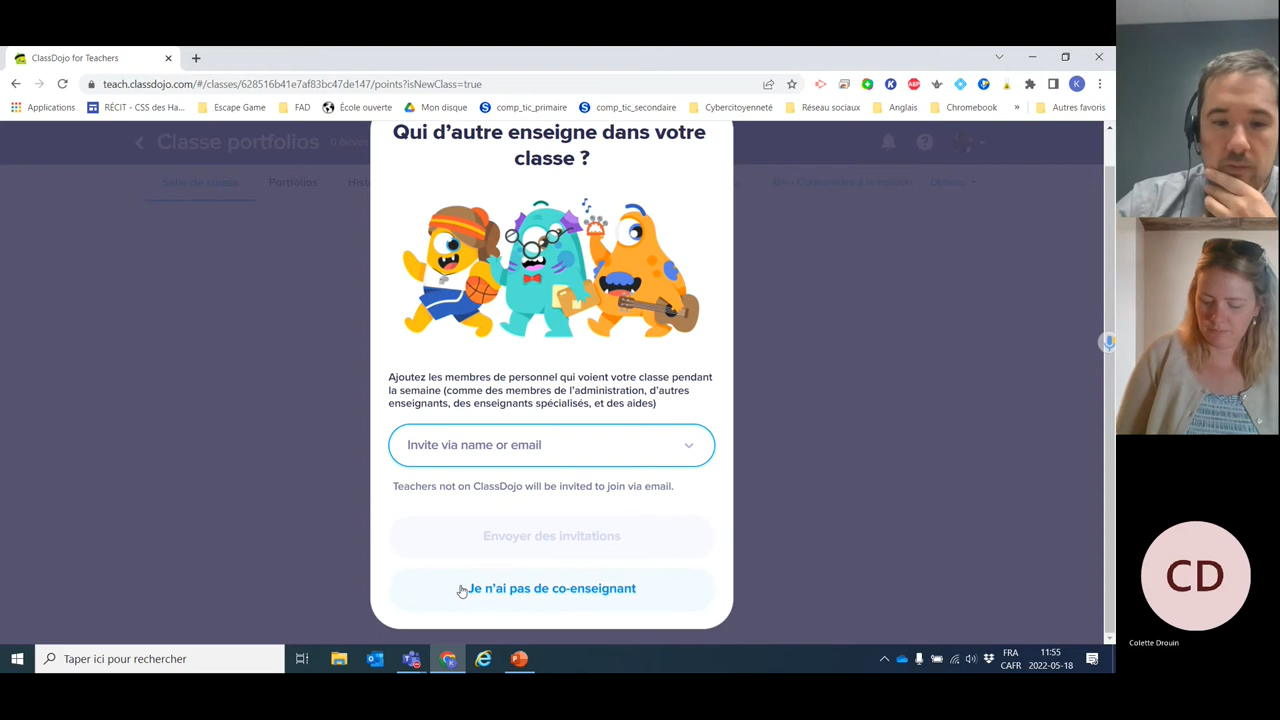 ClassDojo for Teachers
teach.classdojo.com/#/classes/628516b41e7af83bc47de147/points?isNewClass=true
K
Applications RÉCIT - CSS des Ha... Escape Game FAD École ouverte Mon disque comp_tic_primaire comp_tic_secondaire Cybercitoyenneté Réseau sociaux Anglais Chromebook » Autres favoris
Classe portfolios 0 élèves
Salle de classe Portfolios
Qui d'autre enseigne dans votre
classe ?
Ajoutez les membres de personnel qui voient votre classe pendant
la semaine (comme des membres de l'administration, d'autres
enseignants, des enseignants spécialisés, et des aides)
Invite via name or email
Teachers not on ClassDojo will be invited to join via email.
Envoyer des invitations
Je n'ai pas de co-enseignant
CD
Colette Drouin
Taper ici pour rechercher
FRA
CAFR
11:55
2022-05-18